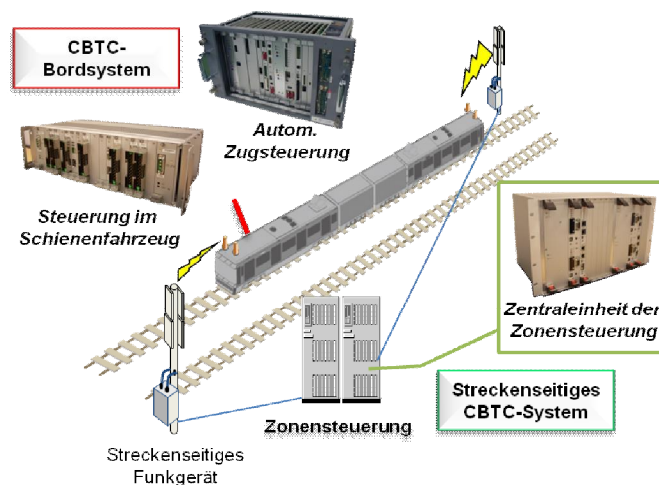 CBTC-
Bordsystem
Autom.
Zugsteuerung
Steuerung im
Schienenfahrzeug
Zentraleinheit der
Zonensteuerung
Streckenseitiges
CBTC-System
Zonensteuerung
Streckenseitiges
Funkgerät